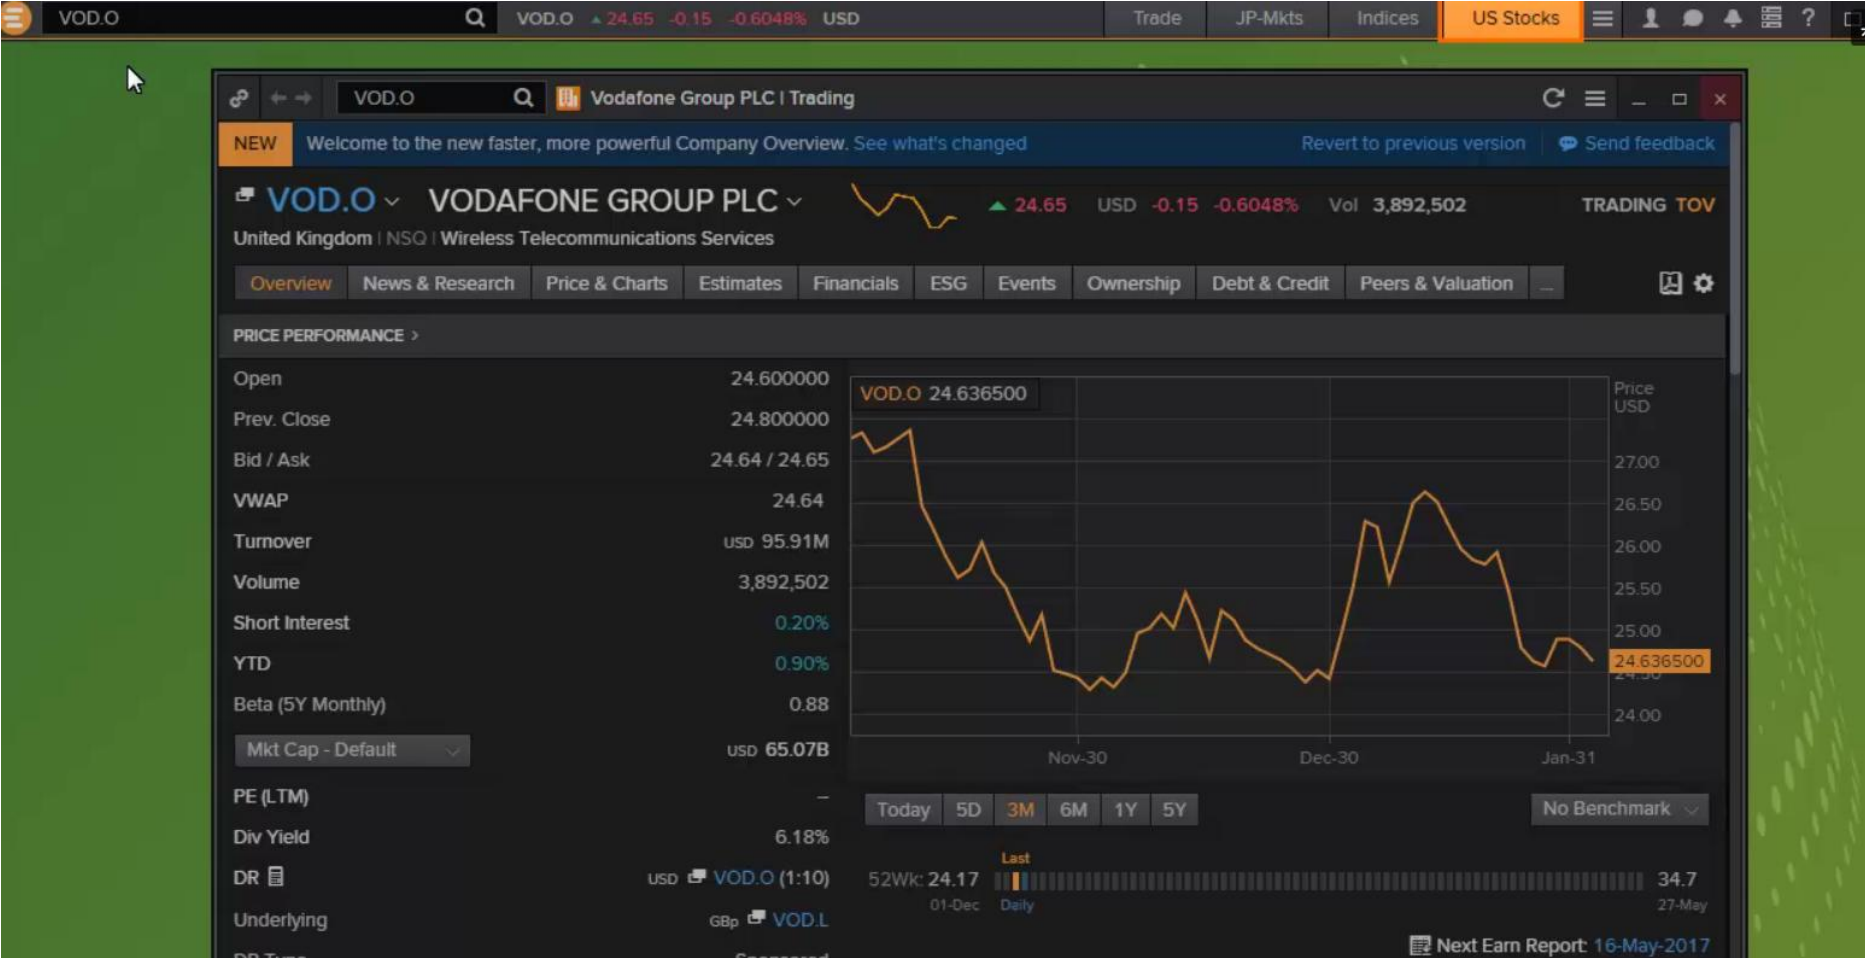 VOD.O VOD.O 24.65 -0.15 -0.6048% USD Trade JP-Mkts Indices US Stocks ?
VOD.O Vodafone Group PLC | Trading
NEW Welcome to the new faster, more powerful Company Overview. See what's changed Revert to previous version Send feedback
VOD.O VODAFONE GROUP PLC 24.65 USD -0.15 -0.6048% Vol 3,892,502 TRADING TOV
United Kingdom | NSQ | Wireless Telecommunications Services
Overview News & Research Price & Charts Estimates Financials ESG Events Ownership Debt & Credit Peers & Valuation ...
PRICE PERFORMANCE >
Open 24.600000
Prev. Close 24.800000
Bid / Ask 24.64 / 24.65
VWAP 24.64
Turnover USD 95.91M
Volume 3,892,502
Short Interest 0.20%
YTD 0.90%
Beta (5Y Monthly) 0.88
Mkt Cap - Default USD 65.07B
PE (LTM) –
Div Yield 6.18%
DR USD VOD.O (1:10)
Underlying GBp VOD.L
VOD.O 24.636500
Price
USD
27.00
26.50
26.00
25.50
25.00
24.636500
24.50
24.00
Nov-30 Dec-30 Jan-31
Today 5D 3M 6M 1Y 5Y No Benchmark
Last
52Wk: 24.17 34.7
01-Dec Daily 27-May
Next Earn Report: 16-May-2017